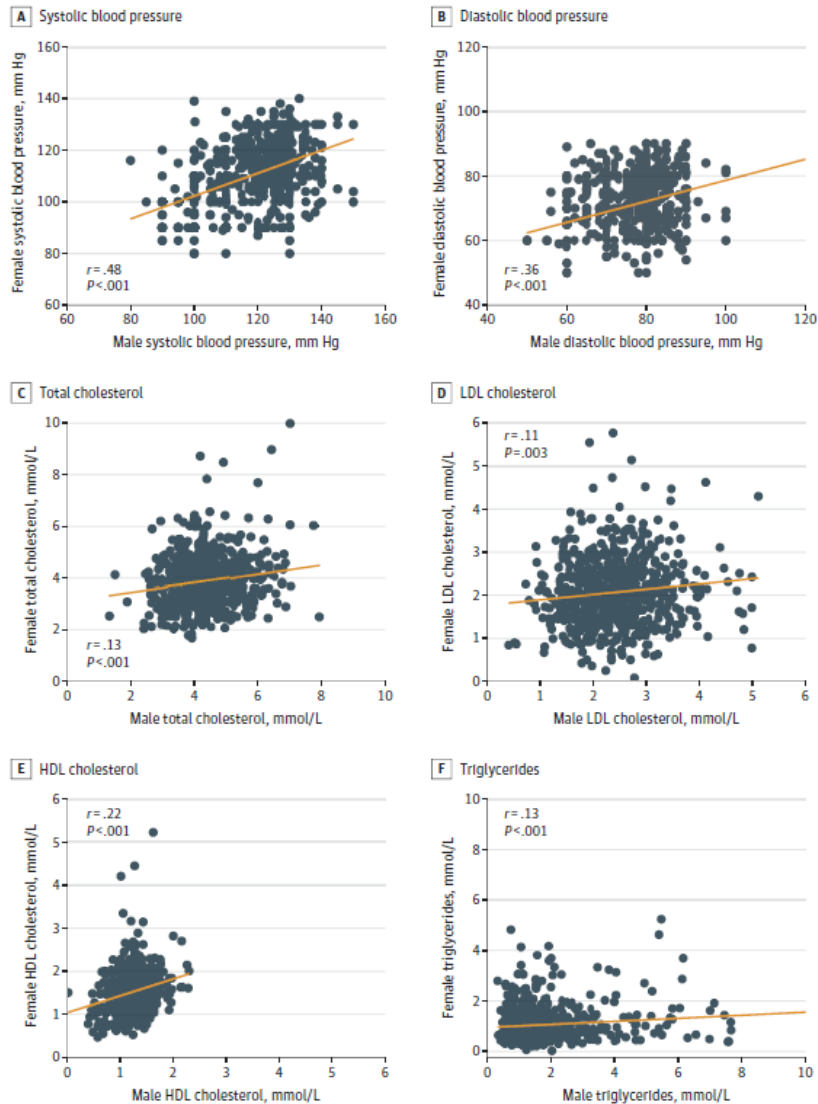 A Systolic blood pressure
160
140
120
100
80
60
Female systolic blood pressure, mm Hg
r=.48
P<.001
60 80 100 120 140 160
Male systolic blood pressure, mm Hg
B Diastolic blood pressure
120
100
80
60
40
Female diastolic blood pressure, mm Hg
r=.36
P<.001
40 60 80 100 120
Male diastolic blood pressure, mm Hg
C Total cholesterol
10
8
6
4
2
0
Female total cholesterol, mmol/L
r=.13
P<.001
0 2 4 6 8 10
Male total cholesterol, mmol/L
D LDL cholesterol
6
5
4
3
2
1
0
Female LDL cholesterol, mmol/L
r=.11
P=.003
0 1 2 3 4 5 6
Male LDL cholesterol, mmol/L
E HDL cholesterol
6
5
4
3
2
1
0
Female HDL cholesterol, mmol/L
r=.22
P<.001
0 1 2 3 4 5 6
Male HDL cholesterol, mmol/L
F Triglycerides
10
8
6
4
2
0
Female triglycerides, mmol/L
r=.13
P<.001
0 2 4 6 8 10
Male triglycerides, mmol/L